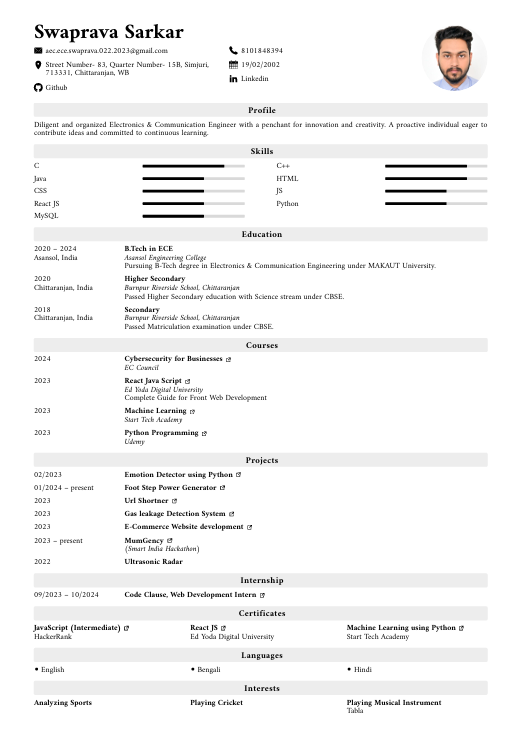 Swaprava Sarkar
aec.ece.swaprava.022.2023@gmail.com
8101848394
Street Number- 83, Quarter Number- 15B, Simjuri,
713331, Chittaranjan, WB
19/02/2002
Linkedin
Github
Profile
Diligent and organized Electronics & Communication Engineer with a penchant for innovation and creativity. A proactive individual eager to
contribute ideas and committed to continuous learning.
Skills
C
C++
Java
HTML
CSS
JS
React JS
Python
MySQL
Education
2020 – 2024
B.Tech in ECE
Asansol, India
Asansol Engineering College
Pursuing B-Tech degree in Electronics & Communication Engineering under MAKAUT University.
2020
Higher Secondary
Chittaranjan, India
Burnpur Riverside School, Chittaranjan
Passed Higher Secondary education with Science stream under CBSE.
2018
Secondary
Chittaranjan, India
Burnpur Riverside School, Chittaranjan
Passed Matriculation examination under CBSE.
Courses
2024
Cybersecurity for Businesses
EC Council
2023
React Java Script
Ed Yoda Digital University
Complete Guide for Front Web Development
2023
Machine Learning
Start Tech Academy
2023
Python Programming
Udemy
Projects
02/2023
Emotion Detector using Python
01/2024 – present
Foot Step Power Generator
2023
Url Shortner
2023
Gas leakage Detection System
2023
E-Commerce Website development
2023 – present
MumGency
(Smart India Hackathon)
2022
Ultrasonic Radar
Internship
09/2023 – 10/2024
Code Clause, Web Development Intern
Certificates
JavaScript (Intermediate)
HackerRank
React JS
Ed Yoda Digital University
Machine Learning using Python
Start Tech Academy
Languages
• English
• Bengali
• Hindi
Interests
Analyzing Sports
Playing Cricket
Playing Musical Instrument
Tabla